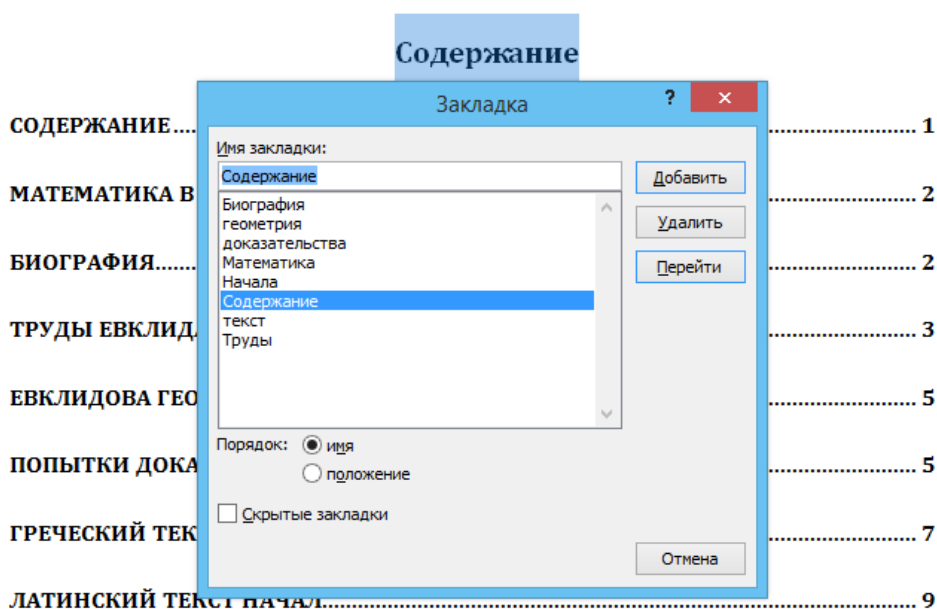 Содержание
Закладка ? ×
СОДЕРЖАНИЕ .... 1
Имя закладки:
Содержание Добавить
МАТЕМАТИКА В 2
Биография
геометрия Удалить
доказательства
Математика Перейти
БИОГРАФИЯ....... 2
Начала
Содержание
текст
ТРУДЫ ЕВКЛИДА 3
Труды
ЕВКЛИДОВА ГЕО 5
Порядок: имя
ПОПЫТКИ ДОКА 5
положение
Скрытые закладки
ГРЕЧЕСКИЙ ТЕК 7
Отмена
ЛАТИНСКИЙ ТЕКСТ НАЧАЛ.................... 9